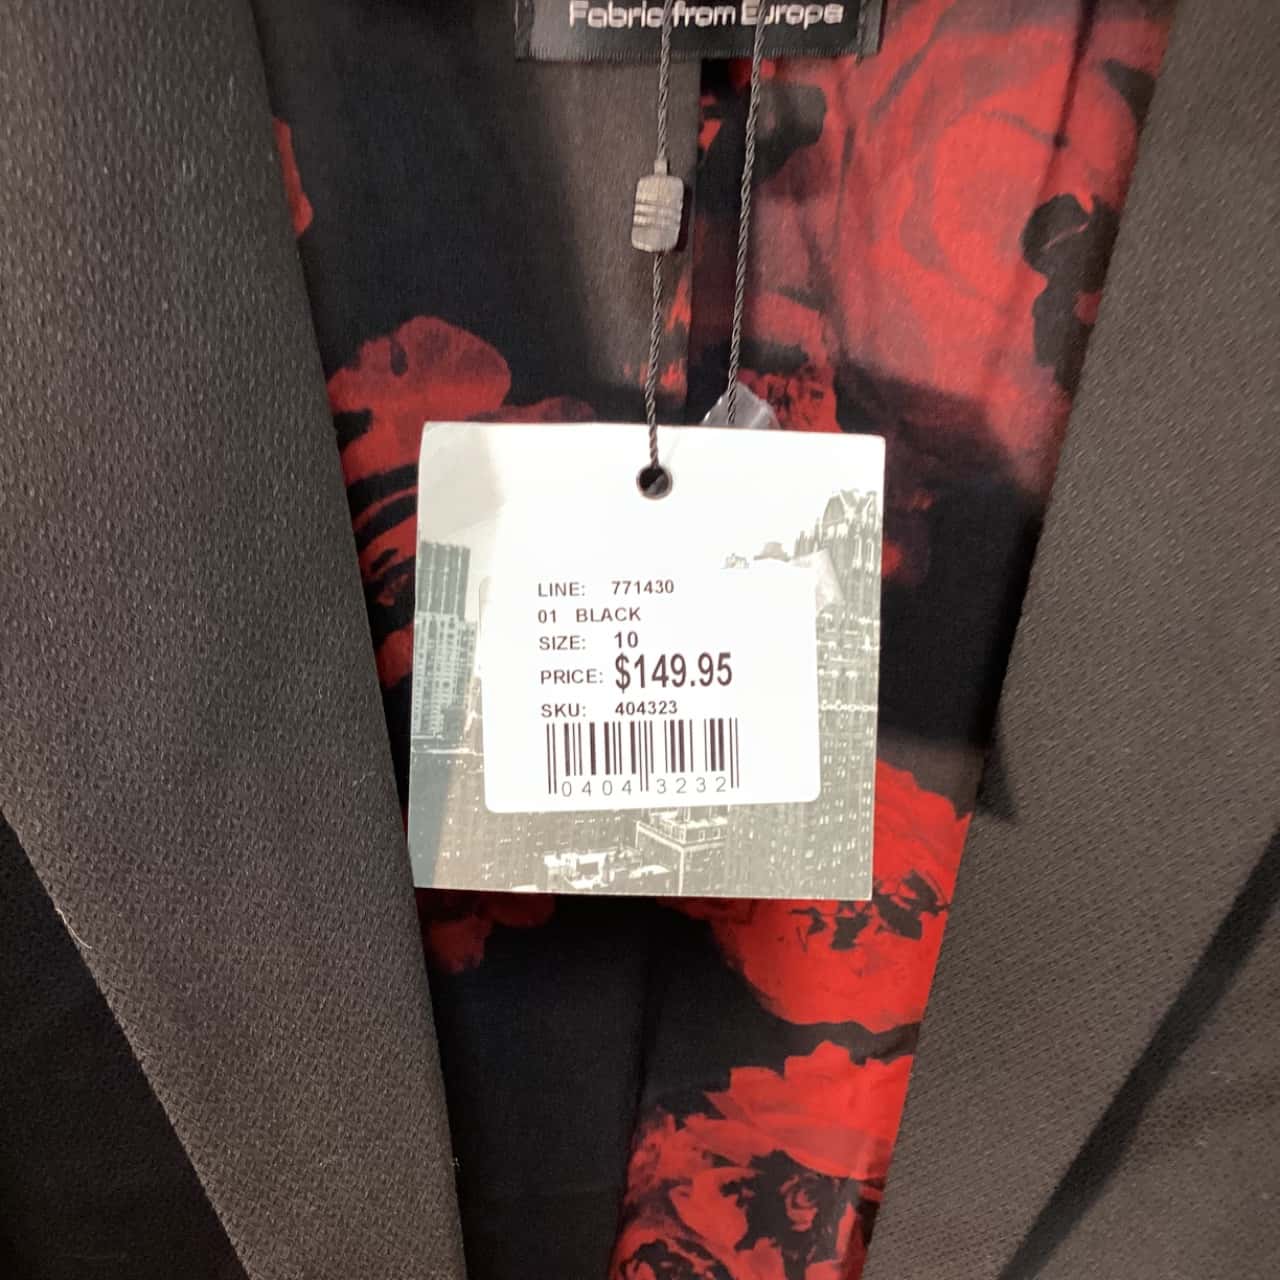 Fabric from Europe
LINE: 771430
01 BLACK
SIZE: 10
PRICE: $149.95
SKU: 404323
0404 3232